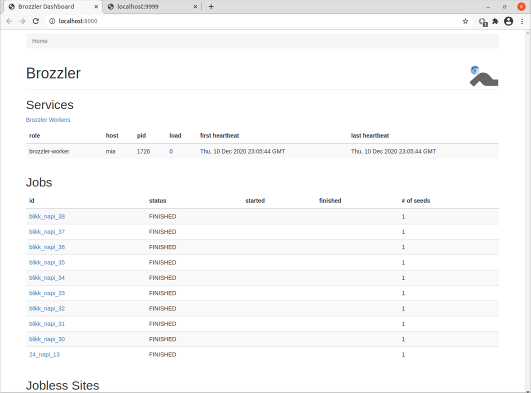 Brozzler Dashboard
localhost:9999
localhost:8000
Home
Brozzler
Services
Brozzler Workers
role host pid load first heartbeat last heartbeat
brozzler-worker mia 1726 0 Thu, 10 Dec 2020 23:05:44 GMT Thu, 10 Dec 2020 23:05:44 GMT
Jobs
id status started finished # of seeds
blikk_napi_38 FINISHED 1
blikk_napi_37 FINISHED 1
blikk_napi_36 FINISHED 1
blikk_napi_35 FINISHED 1
blikk_napi_34 FINISHED 1
blikk_napi_33 FINISHED 1
blikk_napi_32 FINISHED 1
blikk_napi_31 FINISHED 1
blikk_napi_30 FINISHED 1
24_napi_13 FINISHED 1
Jobless Sites